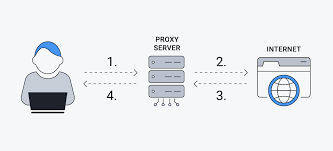 PROXY
SERVER
INTERNET
1.
2.
4.
3.